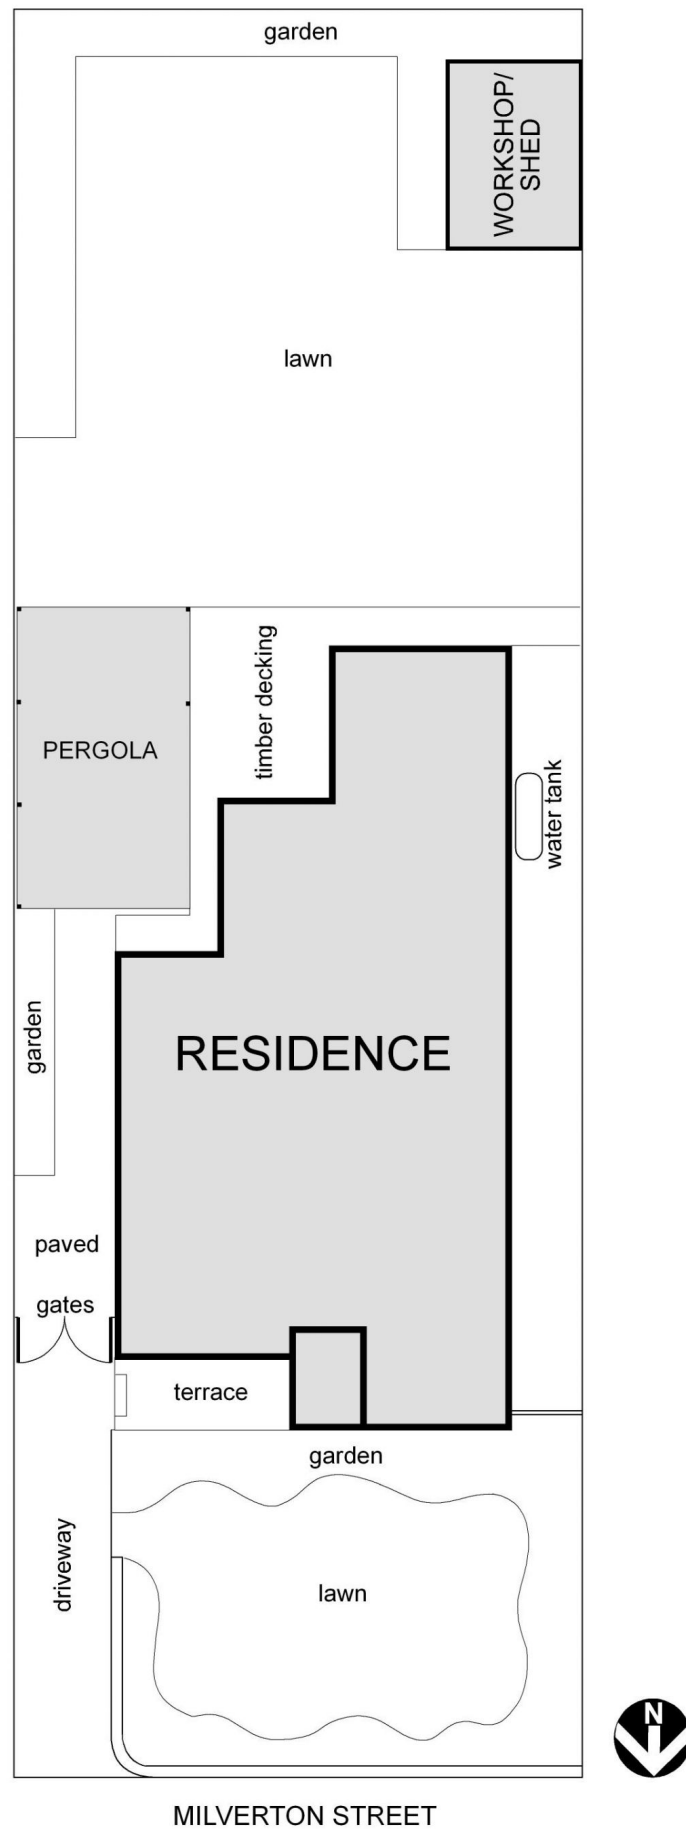 garden
WORKSHOP/
SHED
lawn
timber decking
PERGOLA
water tank
garden
RESIDENCE
paved
gates
terrace
garden
driveway
lawn
N
MILVERTON STREET